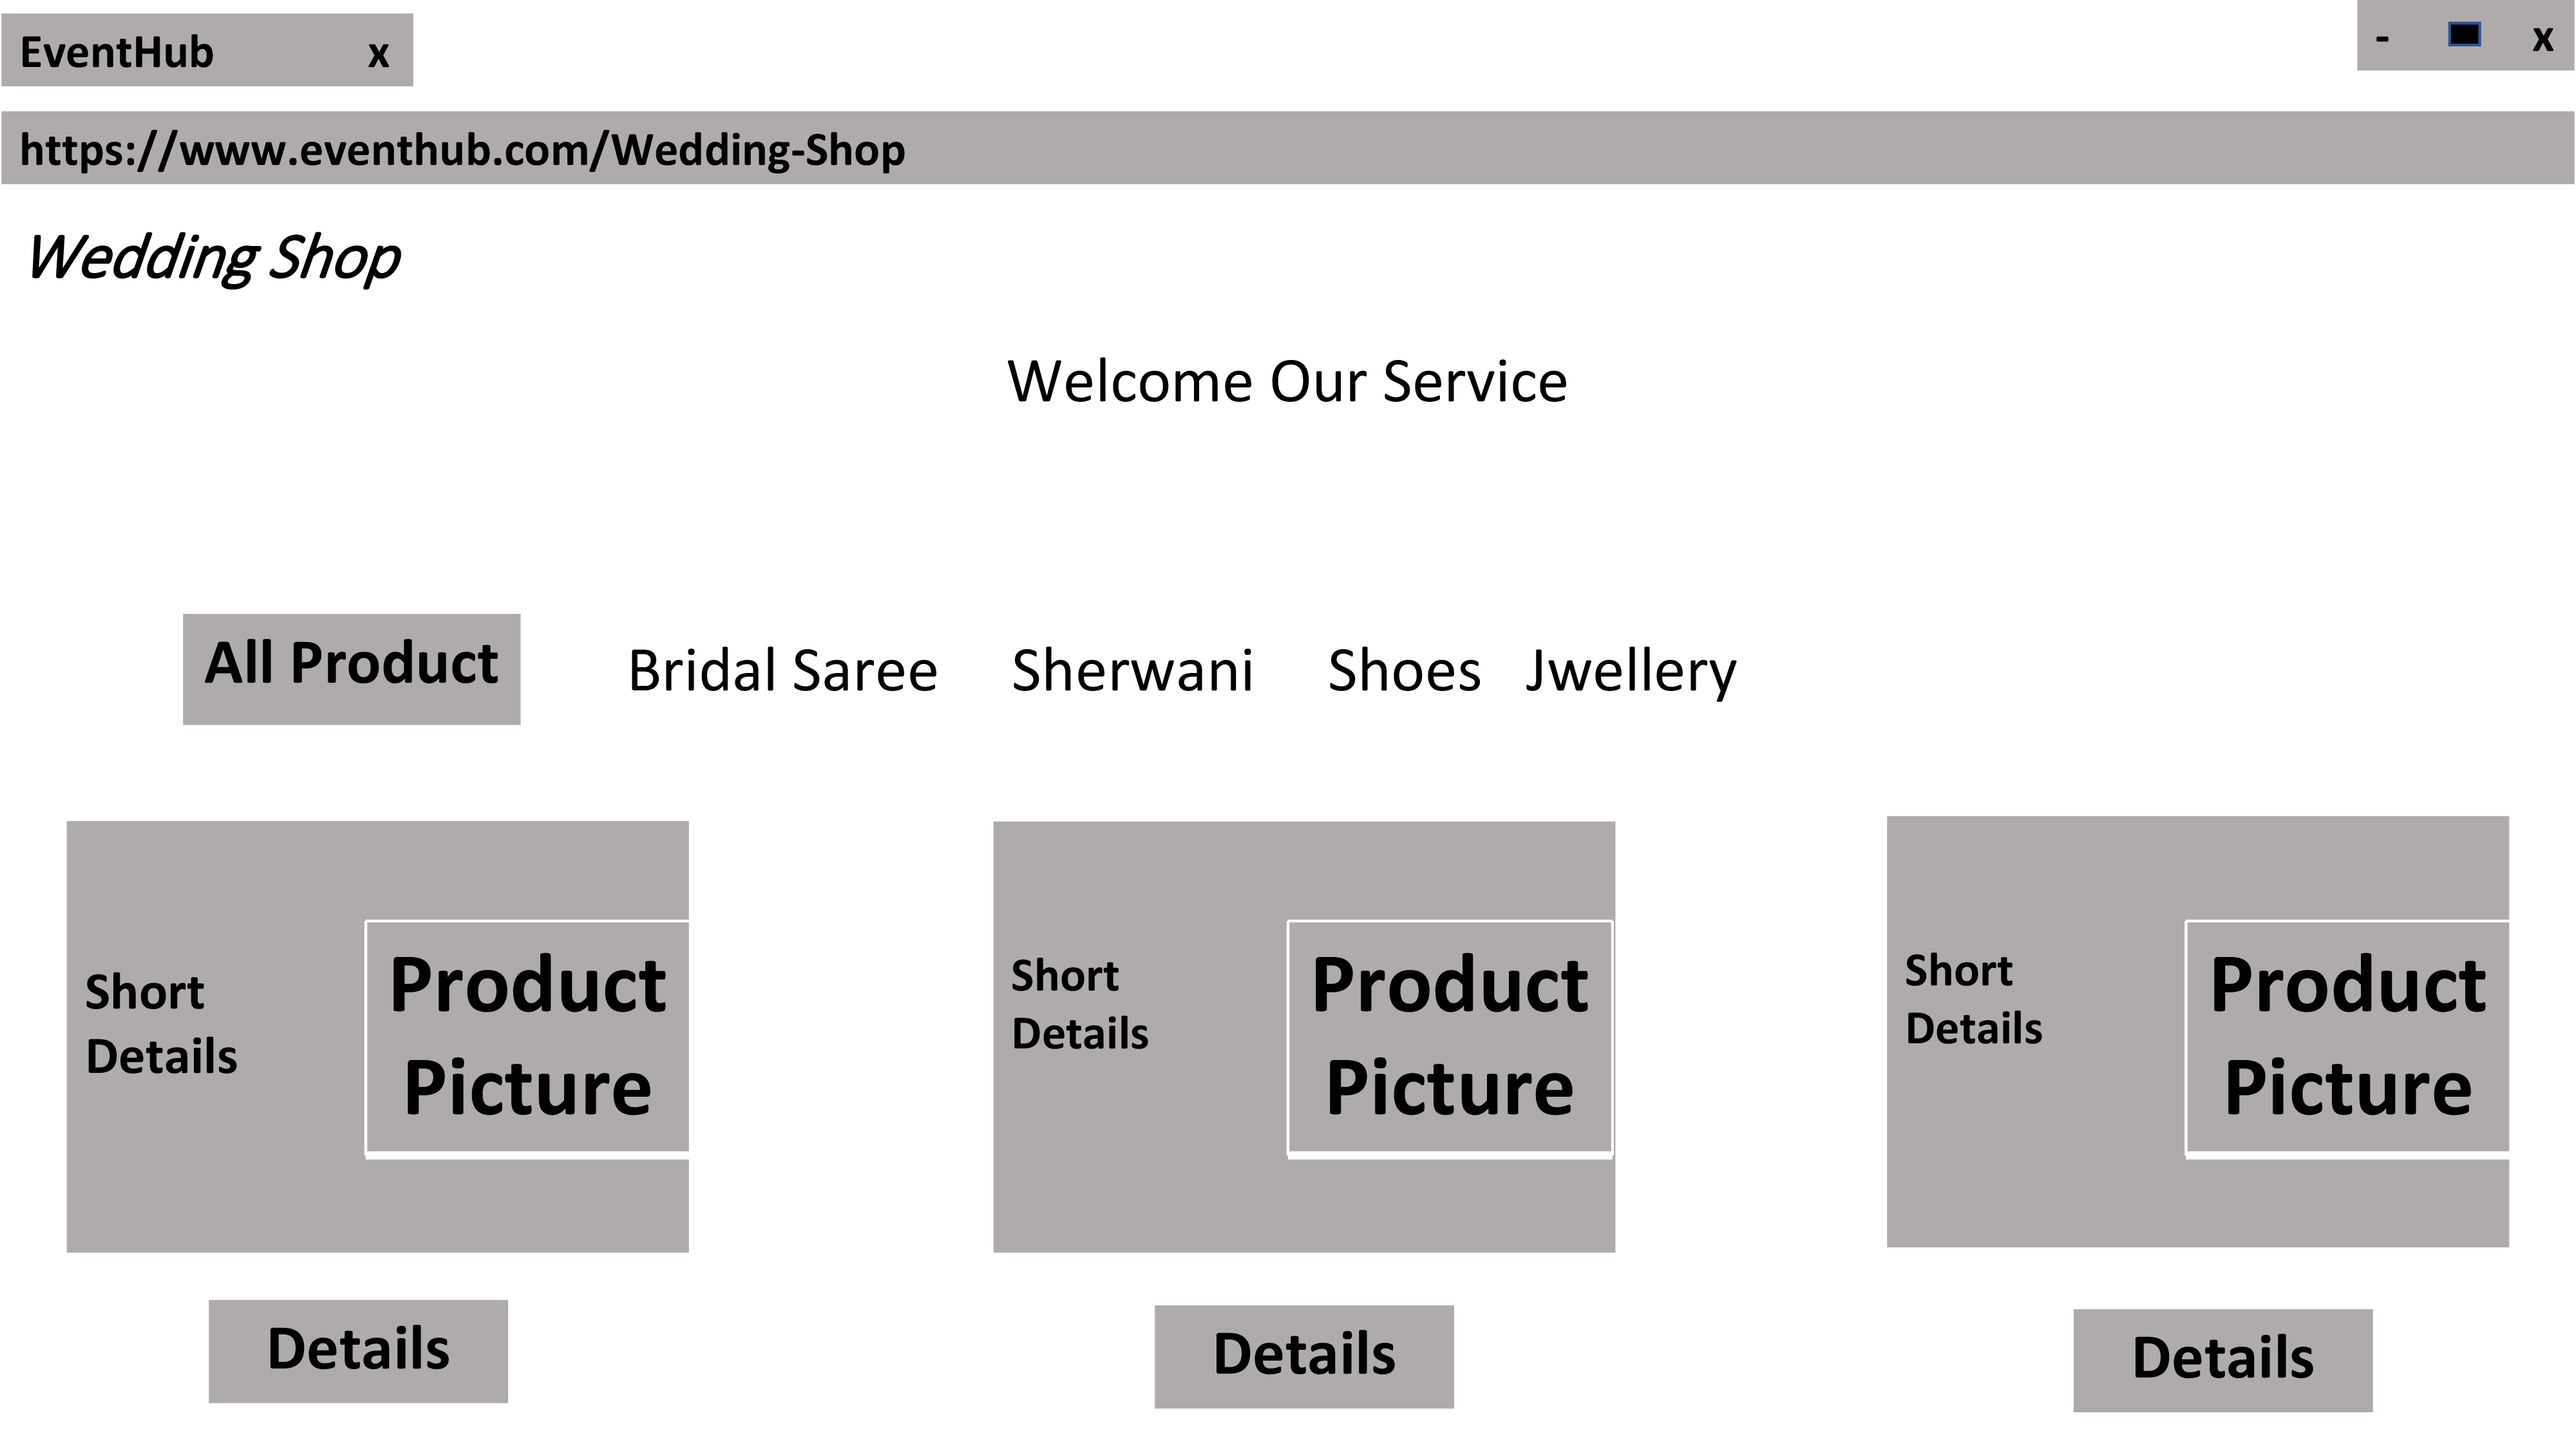 EventHub x - x
https://www.eventhub.com/Wedding-Shop
Wedding Shop
Welcome Our Service
All Product Bridal Saree Sherwani Shoes Jwellery
Short
Details
Product
Picture
Short
Details
Product
Picture
Short
Details
Product
Picture
Details
Details
Details